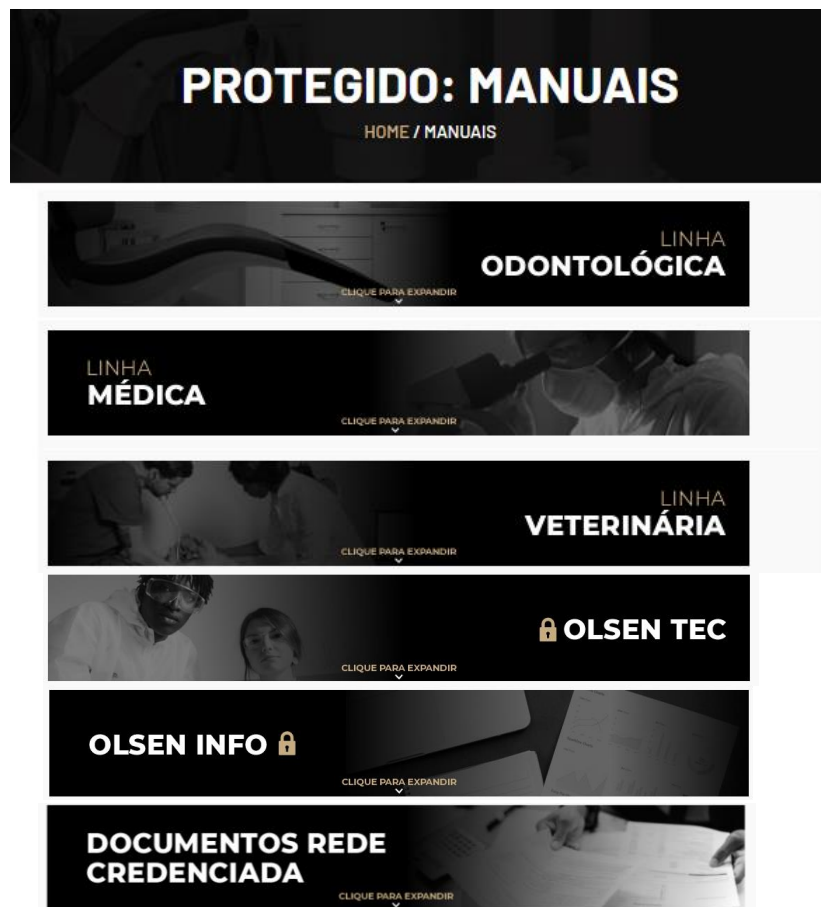 PROTEGIDO: MANUAIS
HOME / MANUAIS
LINHA
ODONTOLÓGICA
CLIQUE PARA EXPANDIR
LINHA
MÉDICA
CLIQUE PARA EXPANDIR
LINHA
VETERINÁRIA
CLIQUE PARA EXPANDIR
OLSEN TEC
CLIQUE PARA EXPANDIR
OLSEN INFO
CLIQUE PARA EXPANDIR
DOCUMENTOS REDE
CREDENCIADA
CLIQUE PARA EXPANDIR